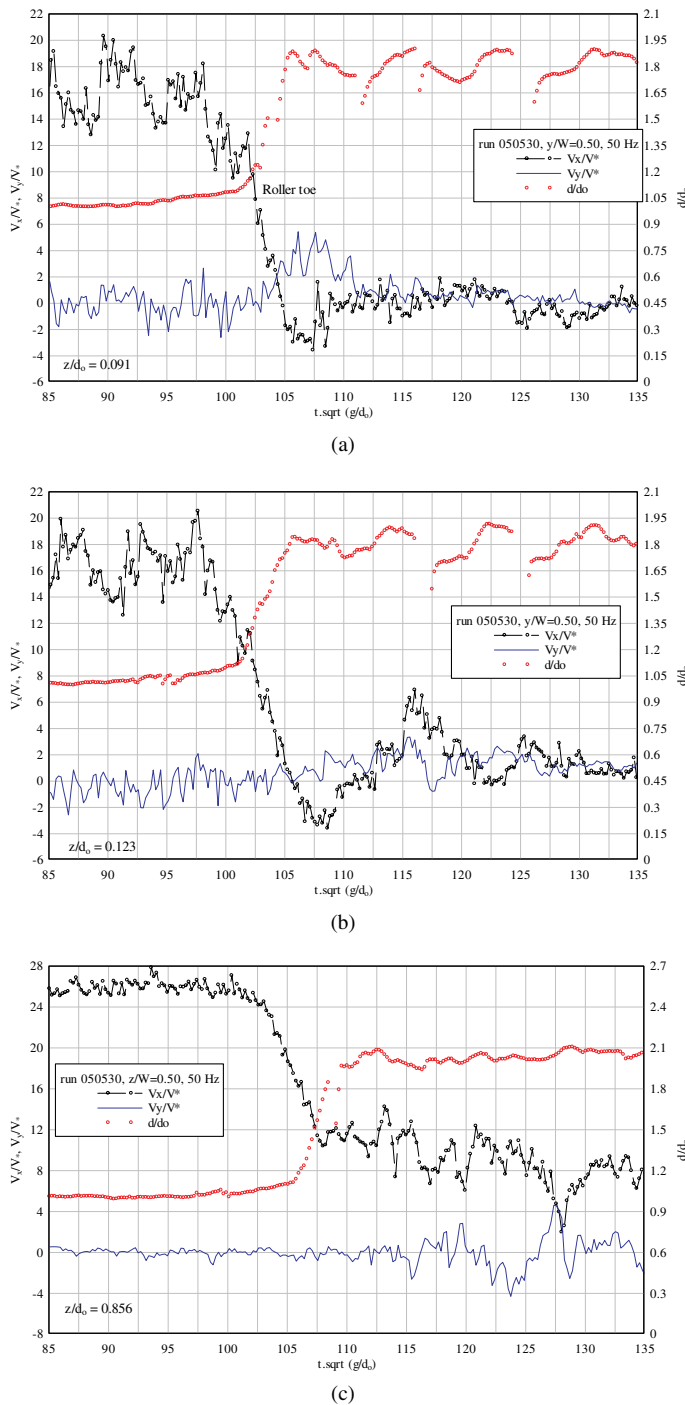 22
20
18
16
14
12
10
8
6
4
2
0
-2
-4
-6
2.1
1.95
1.8
1.65
1.5
1.35
1.2
1.05
0.9
0.75
0.6
0.45
0.3
0.15
0
Vx/V*, Vy/V*
d/do
run 050530, y/W=0.50, 50 Hz
Vx/V*
Vy/V*
d/do
Roller toe
z/do = 0.091
85 90 95 100 105 110 115 120 125 130 135
t.sqrt (g/do)
(a)
22
20
18
16
14
12
10
8
6
4
2
0
-2
-4
-6
2.1
1.95
1.8
1.65
1.5
1.35
1.2
1.05
0.9
0.75
0.6
0.45
0.3
0.15
0
Vx/V*, Vy/V*
d/do
run 050530, y/W=0.50, 50 Hz
Vx/V*
Vy/V*
d/do
z/do = 0.123
85 90 95 100 105 110 115 120 125 130 135
t.sqrt (g/do)
(b)
28
24
20
16
12
8
4
0
-4
-8
2.7
2.4
2.1
1.8
1.5
1.2
0.9
0.6
0.3
0
Vx/V*, Vy/V*
d/do
run 050530, z/W=0.50, 50 Hz
Vx/V*
Vy/V*
d/do
z/do = 0.856
85 90 95 100 105 110 115 120 125 130 135
t.sqrt (g/do)
(c)